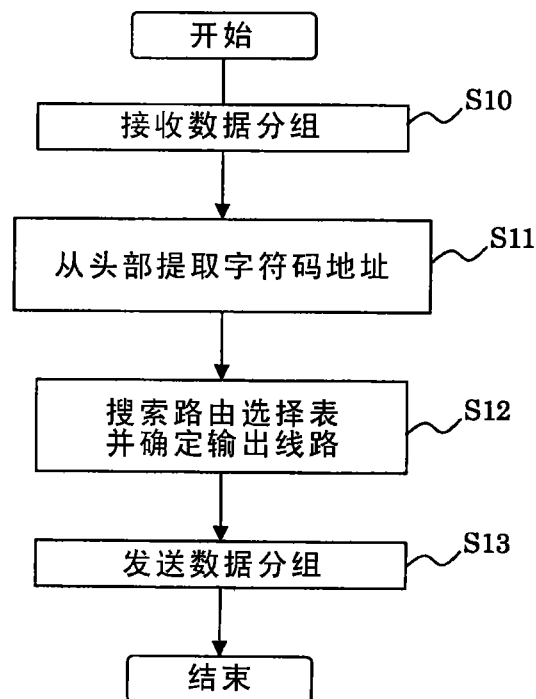 开始
接收数据分组
S10
从头部提取字符码地址
S11
搜索路由选择表
并确定输出线路
S12
发送数据分组
S13
结束